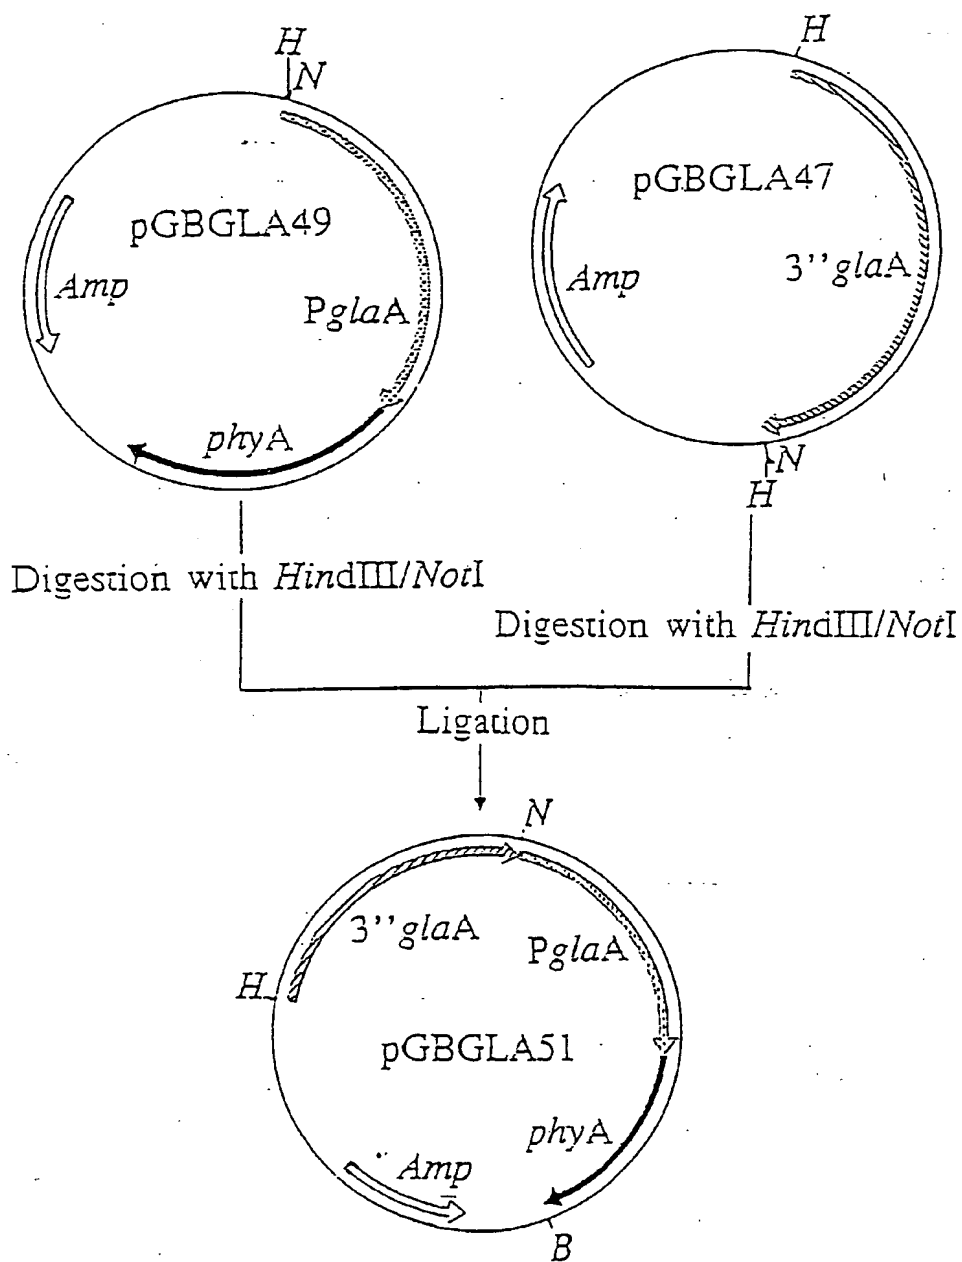 H
N
pGBGLA49
Amp
PglaA
phyA
H
pGBGLA47
Amp
3''glaA
N
H
Digestion with HindIII/NotI
Digestion with HindIII/NotI
Ligation
N
3''glaA
PglaA
H
pGBGLA51
phyA
Amp
B